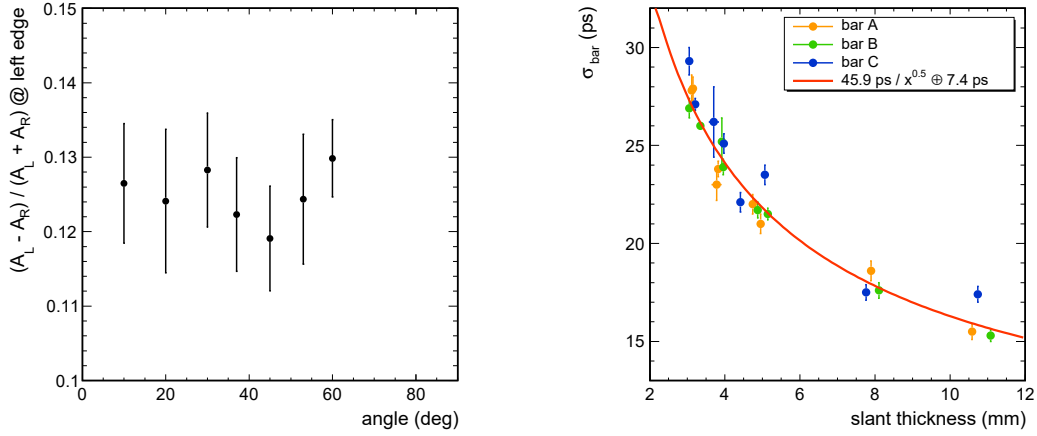 (A_L - A_R) / (A_L + A_R) @ left edge
0.15
0.14
0.13
0.12
0.11
0.1
0 20 40 60 80
angle (deg)
σ_bar (ps)
30
25
20
15
2 4 6 8 10 12
slant thickness (mm)
bar A
bar B
bar C
45.9 ps / x^0.5 ⊕ 7.4 ps